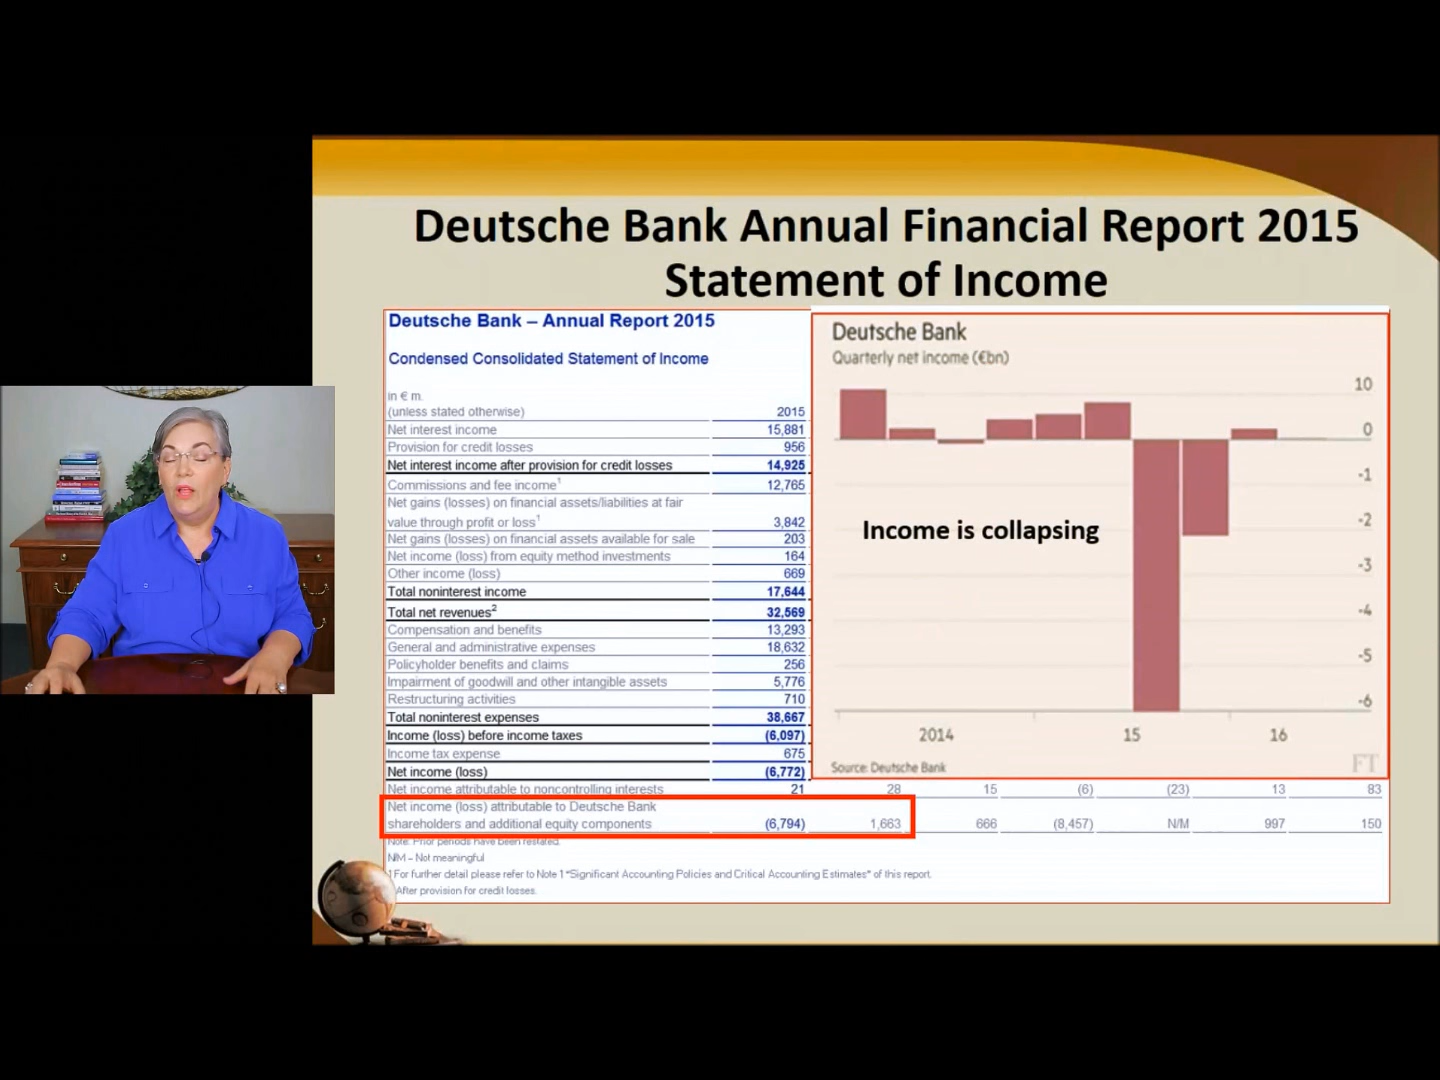 Deutsche Bank Annual Financial Report 2015
Statement of Income
Deutsche Bank – Annual Report 2015
Condensed Consolidated Statement of Income
in € m.
(unless stated otherwise) 2015
Net interest income 15,881
Provision for credit losses 956
Net interest income after provision for credit losses 14,925
Commissions and fee income1 12,765
Net gains (losses) on financial assets/liabilities at fair
value through profit or loss1 3,842
Net gains (losses) on financial assets available for sale 203
Net income (loss) from equity method investments 164
Other income (loss) 669
Total noninterest income 17,644
Total net revenues2 32,569
Compensation and benefits 13,293
General and administrative expenses 18,632
Policyholder benefits and claims 256
Impairment of goodwill and other intangible assets 5,776
Restructuring activities 710
Total noninterest expenses 38,667
Income (loss) before income taxes (6,097)
Income tax expense 675
Net income (loss) (6,772)
Net income attributable to noncontrolling interests 21 28 15 (6) (23) 13 83
Net income (loss) attributable to Deutsche Bank
shareholders and additional equity components (6,794) 1,663 666 (8,457) N/M 997 150
Note: Prior periods have been restated.
N/M – Not meaningful
1 For further detail please refer to Note 1 "Significant Accounting Policies and Critical Accounting Estimates" of this report.
After provision for credit losses.
Deutsche Bank
Quarterly net income (€bn)
10
0
-1
-2
-3
-4
-5
-6
Income is collapsing
2014 15 16
Source: Deutsche Bank
FT